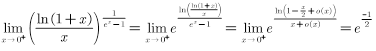 \lim_{x \to 0^+} \left( \frac{\ln(1+x)}{x} \right)^{\frac{1}{e^x-1}} = \lim_{x \to 0^+} e^{\frac{\ln\left(\frac{\ln(1+x)}{x}\right)}{e^x-1}} = \lim_{x \to 0^+} e^{\frac{\ln\left(1-\frac{x}{2}+o(x)\right)}{x+o(x)}} = e^{\frac{-1}{2}}